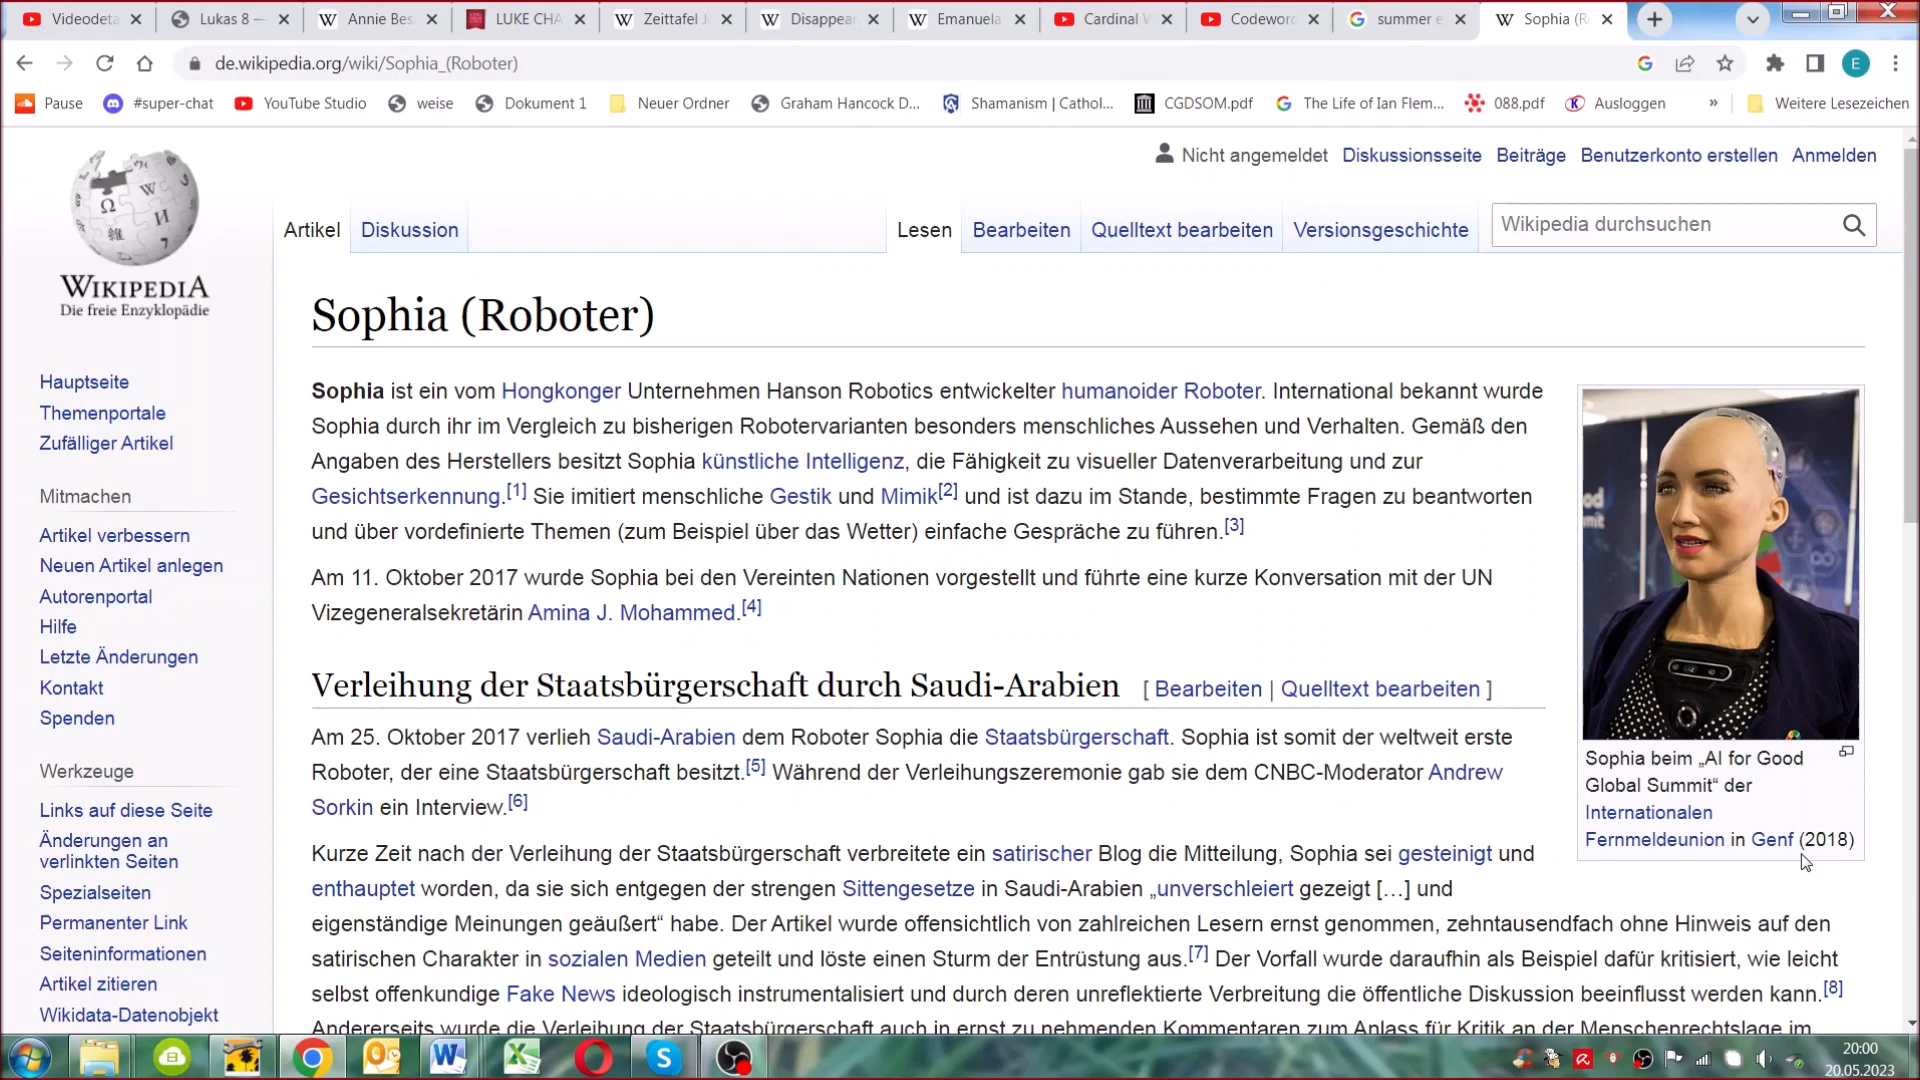 Videodeta
Lukas 8 —
Annie Bes
LUKE CHA
Zeittafel J
Disappear
Emanuela
Cardinal V
Codeword
summer e
Sophia (R
de.wikipedia.org/wiki/Sophia_(Roboter)
E
Pause
#super-chat
YouTube Studio
weise
Dokument 1
Neuer Ordner
Graham Hancock D...
Shamanism | Cathol...
CGDSOM.pdf
The Life of Ian Flem...
088.pdf
Ausloggen
»
Weitere Lesezeichen
Nicht angemeldet Diskussionsseite Beiträge Benutzerkonto erstellen Anmelden
WIKIPEDIA
Die freie Enzyklopädie
Artikel Diskussion
Lesen Bearbeiten Quelltext bearbeiten Versionsgeschichte
Wikipedia durchsuchen
Hauptseite
Themenportale
Zufälliger Artikel
Mitmachen
Artikel verbessern
Neuen Artikel anlegen
Autorenportal
Hilfe
Letzte Änderungen
Kontakt
Spenden
Werkzeuge
Links auf diese Seite
Änderungen an
verlinkten Seiten
Spezialseiten
Permanenter Link
Seiteninformationen
Artikel zitieren
Wikidata-Datenobjekt
Sophia (Roboter)
Sophia ist ein vom Hongkonger Unternehmen Hanson Robotics entwickelter humanoider Roboter. International bekannt wurde
Sophia durch ihr im Vergleich zu bisherigen Robotervarianten besonders menschliches Aussehen und Verhalten. Gemäß den
Angaben des Herstellers besitzt Sophia künstliche Intelligenz, die Fähigkeit zu visueller Datenverarbeitung und zur
Gesichtserkennung.[1] Sie imitiert menschliche Gestik und Mimik[2] und ist dazu im Stande, bestimmte Fragen zu beantworten
und über vordefinierte Themen (zum Beispiel über das Wetter) einfache Gespräche zu führen.[3]
Am 11. Oktober 2017 wurde Sophia bei den Vereinten Nationen vorgestellt und führte eine kurze Konversation mit der UN
Vizegeneralsekretärin Amina J. Mohammed.[4]
Verleihung der Staatsbürgerschaft durch Saudi-Arabien [ Bearbeiten | Quelltext bearbeiten ]
Am 25. Oktober 2017 verlieh Saudi-Arabien dem Roboter Sophia die Staatsbürgerschaft. Sophia ist somit der weltweit erste
Roboter, der eine Staatsbürgerschaft besitzt.[5] Während der Verleihungszeremonie gab sie dem CNBC-Moderator Andrew
Sorkin ein Interview.[6]
Kurze Zeit nach der Verleihung der Staatsbürgerschaft verbreitete ein satirischer Blog die Mitteilung, Sophia sei gesteinigt und
enthauptet worden, da sie sich entgegen der strengen Sittengesetze in Saudi-Arabien „unverschleiert gezeigt […] und
eigenständige Meinungen geäußert“ habe. Der Artikel wurde offensichtlich von zahlreichen Lesern ernst genommen, zehntausendfach ohne Hinweis auf den
satirischen Charakter in sozialen Medien geteilt und löste einen Sturm der Entrüstung aus.[7] Der Vorfall wurde daraufhin als Beispiel dafür kritisiert, wie leicht
selbst offenkundige Fake News ideologisch instrumentalisiert und durch deren unreflektierte Verbreitung die öffentliche Diskussion beeinflusst werden kann.[8]
Andererseits wurde die Verleihung der Staatsbürgerschaft auch in ernst zu nehmenden Kommentaren zum Anlass für Kritik an der Menschenrechtslage im
Sophia beim „AI for Good
Global Summit“ der
Internationalen
Fernmeldeunion in Genf (2018)
20:00
20.05.2023